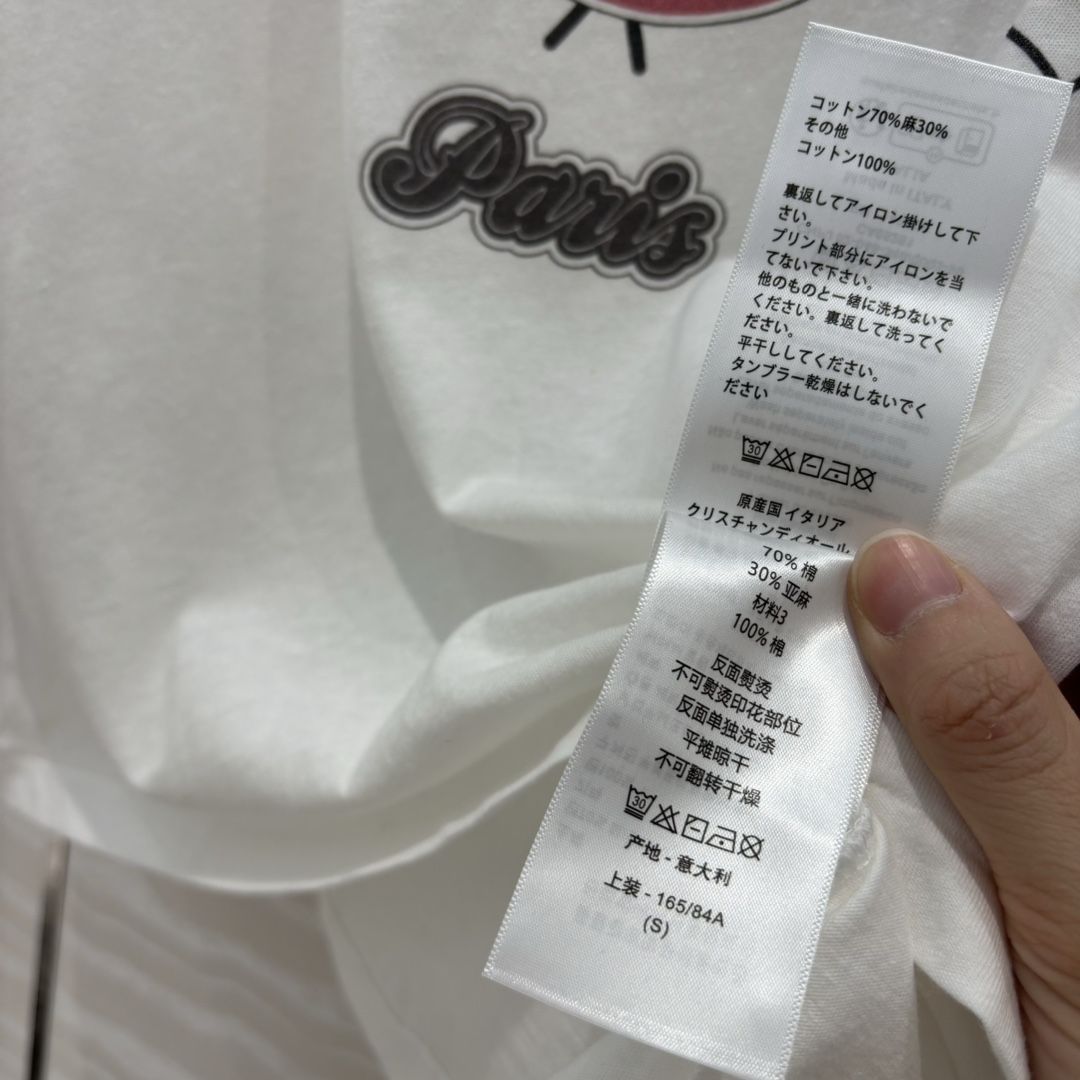 Paris
コットン70%麻30%
その他
コットン100%
裏返してアイロン掛けして下
さい。
プリント部分にアイロンを当
てないで下さい。
他のものと一緒に洗わないで
ください。裏返して洗ってく
ださい。
平干ししてください。
タンブラー乾燥はしないでく
ださい
30
原産国 イタリア
クリスチャンディオール
70% 棉
30% 亚麻
材料3
100% 棉
反面熨烫
不可熨烫印花部位
反面单独洗涤
平摊晾干
不可翻转干燥
30
产地 - 意大利
上装 - 165/84A
(S)